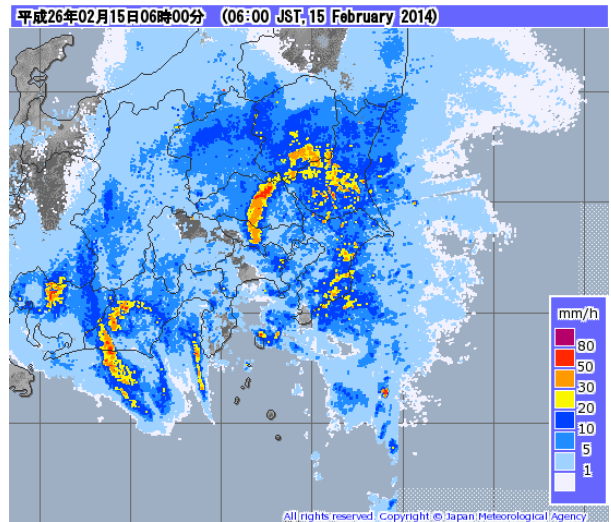 平成26年02月15日06時00分 (06:00 JST,15 February 2014)
mm/h
80
50
30
20
10
5
1
All rights reserved. Copyright © Japan Meteorological Agency